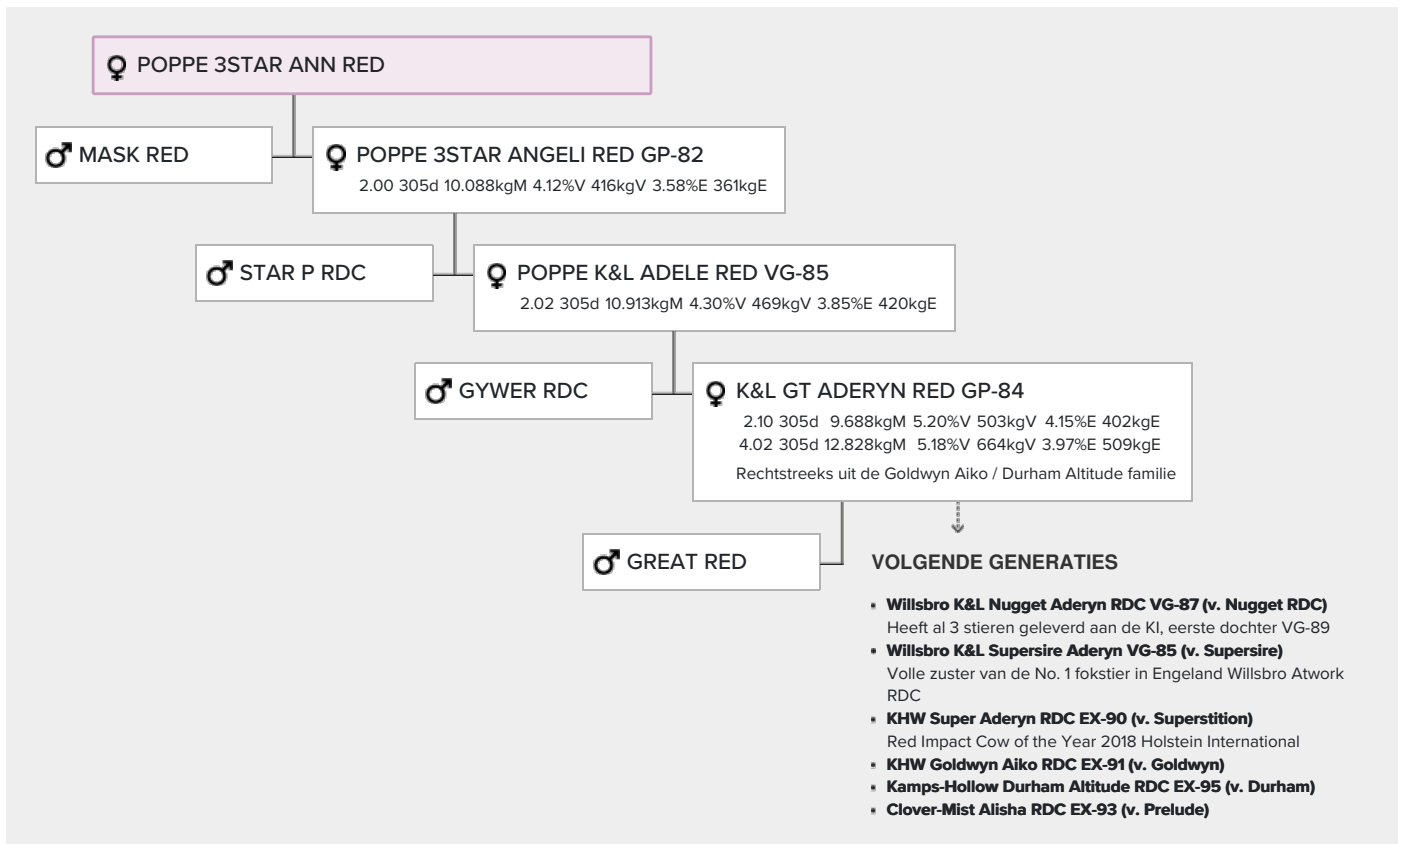 POPPE 3STAR ANN RED
MASK RED
POPPE 3STAR ANGELI RED GP-82
2.00 305d 10.088kgM 4.12%V 416kgV 3.58%E 361kgE
STAR P RDC
POPPE K&L ADELE RED VG-85
2.02 305d 10.913kgM 4.30%V 469kgV 3.85%E 420kgE
GYWER RDC
K&L GT ADERYN RED GP-84
2.10 305d 9.688kgM 5.20%V 503kgV 4.15%E 402kgE
4.02 305d 12.828kgM 5.18%V 664kgV 3.97%E 509kgE
Rechtstreeks uit de Goldwyn Aiko / Durham Altitude familie
GREAT RED
VOLGENDE GENERATIES
▪ Willsbro K&L Nugget Aderyn RDC VG-87 (v. Nugget RDC)
Heeft al 3 stieren geleverd aan de KI, eerste dochter VG-89
▪ Willsbro K&L Supersire Aderyn VG-85 (v. Supersire)
Volle zuster van de No. 1 fokstier in Engeland Willsbro Atwork
RDC
▪ KHW Super Aderyn RDC EX-90 (v. Superstition)
Red Impact Cow of the Year 2018 Holstein International
▪ KHW Goldwyn Aiko RDC EX-91 (v. Goldwyn)
▪ Kamps-Hollow Durham Altitude RDC EX-95 (v. Durham)
▪ Clover-Mist Alisha RDC EX-93 (v. Prelude)